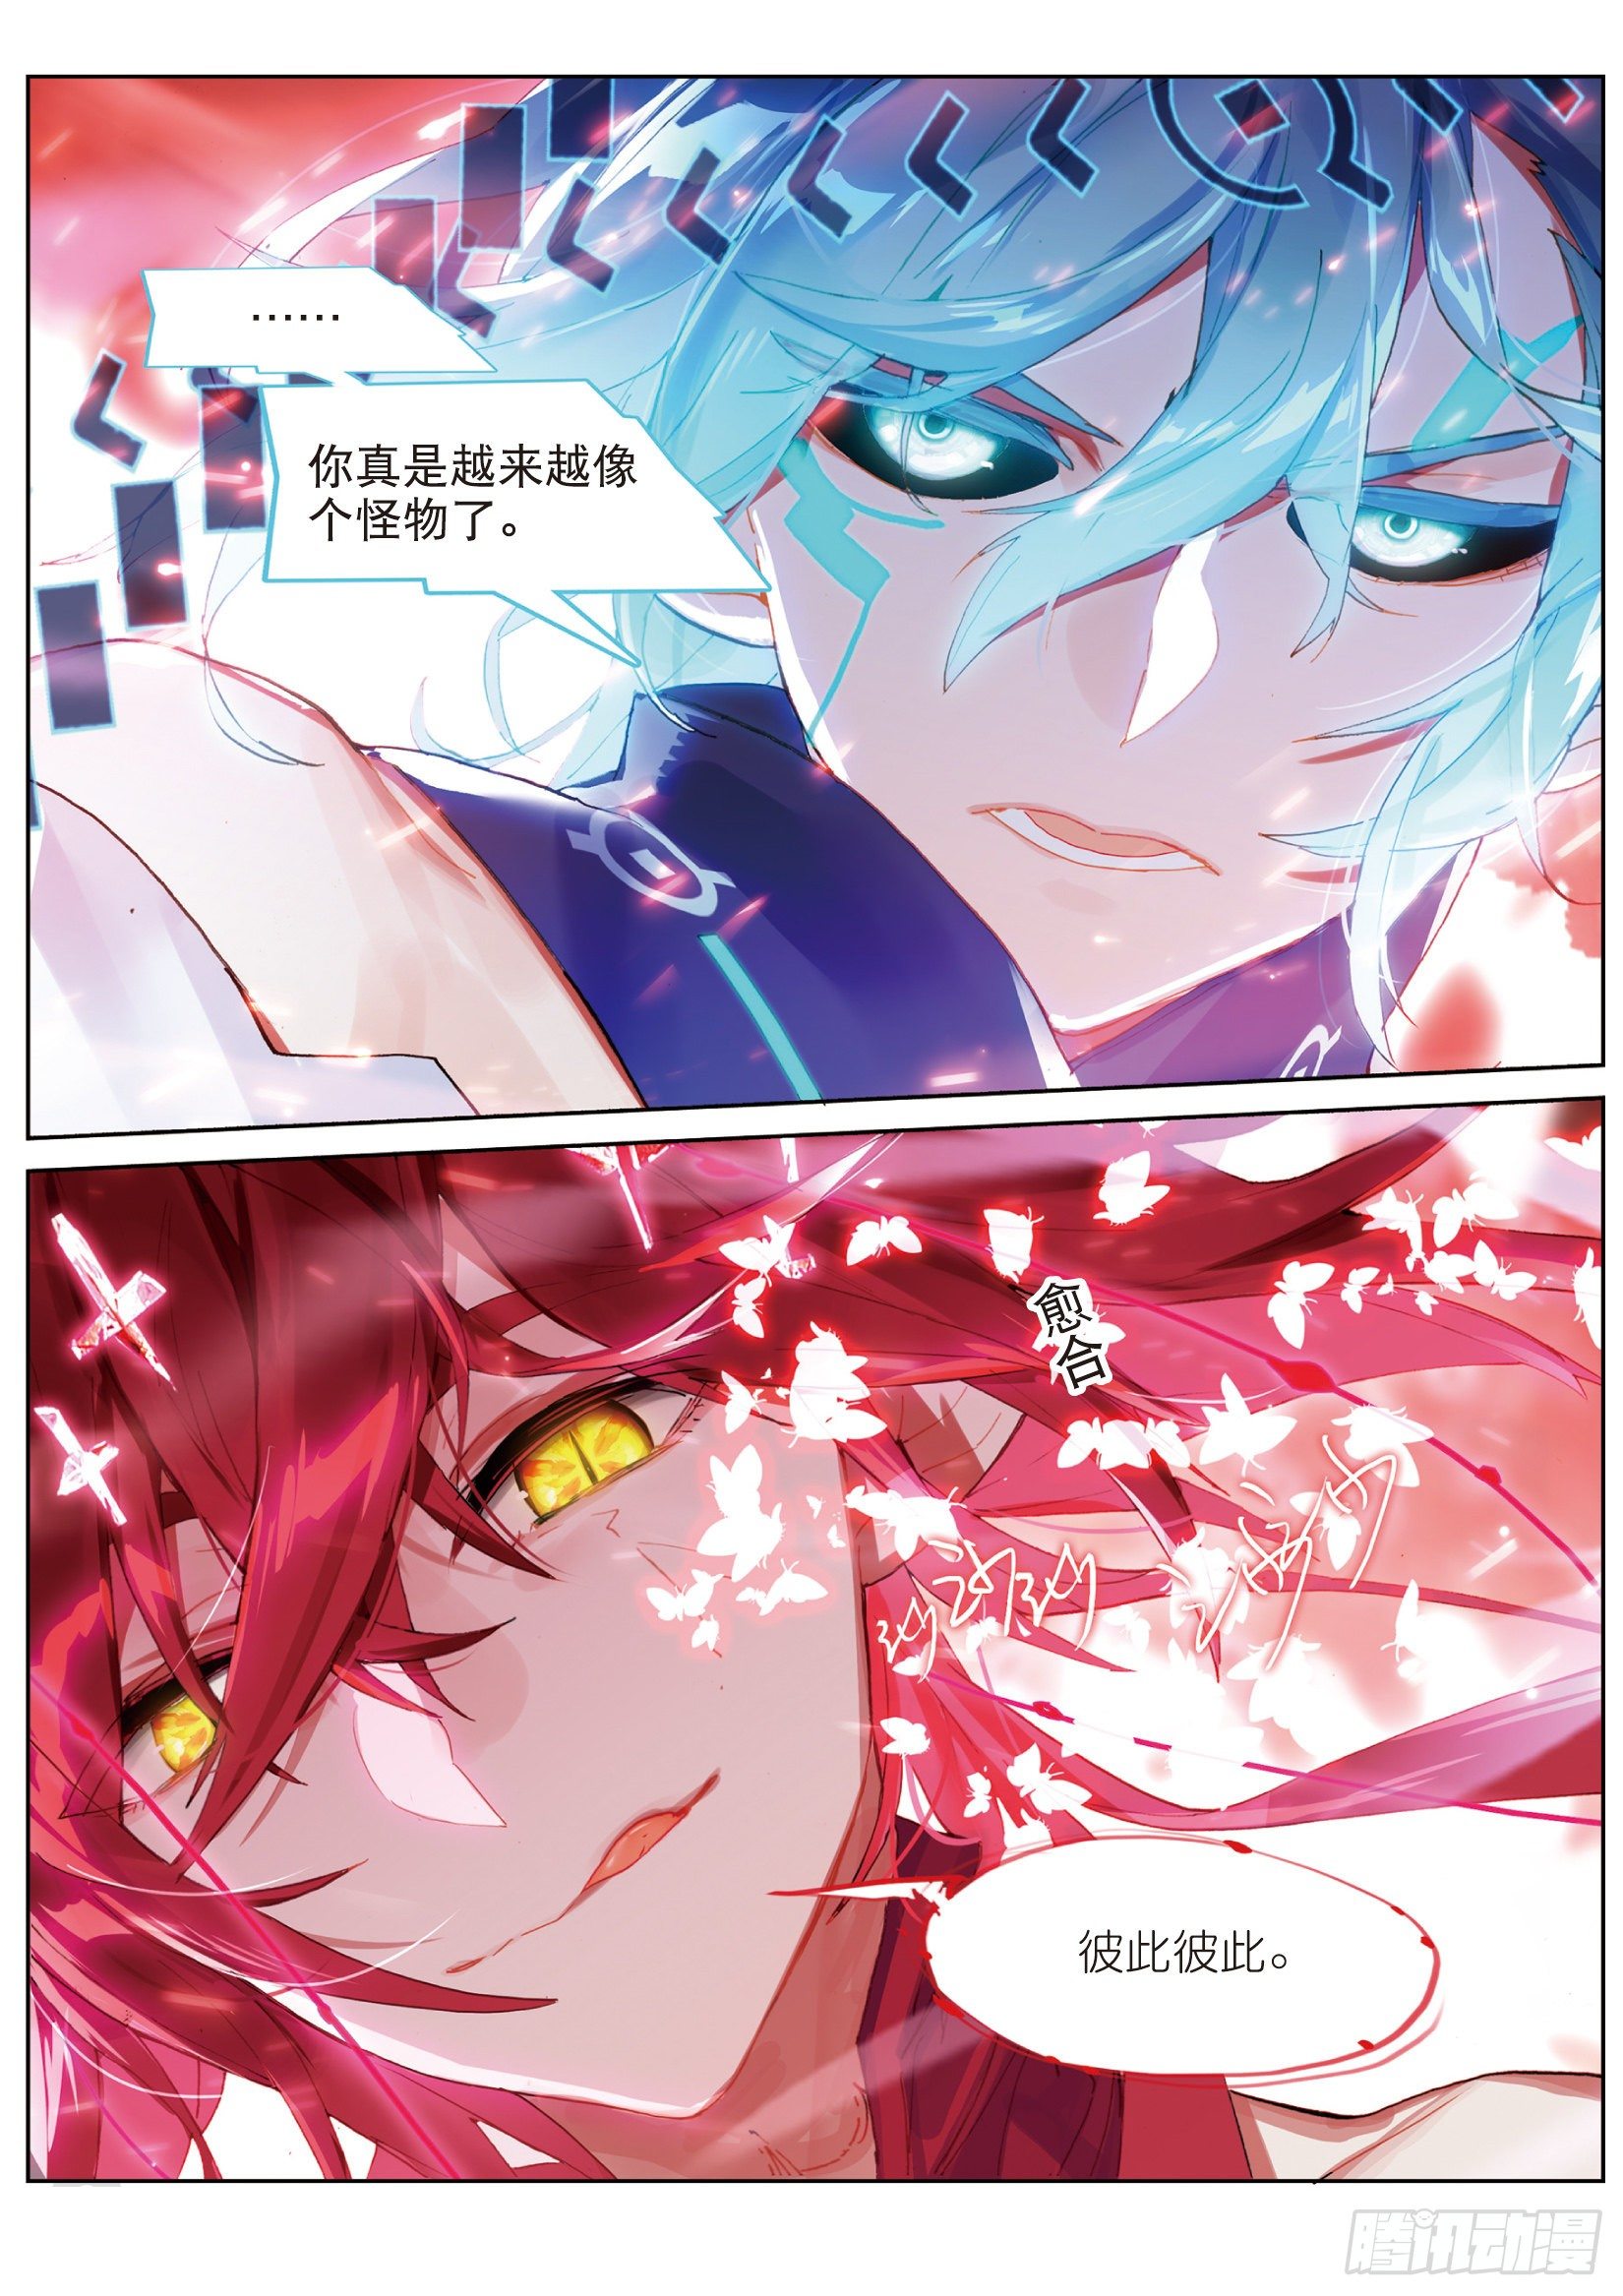 ……
你真是越来越像
个怪物了。
愈合
彼此彼此。
腾讯动漫